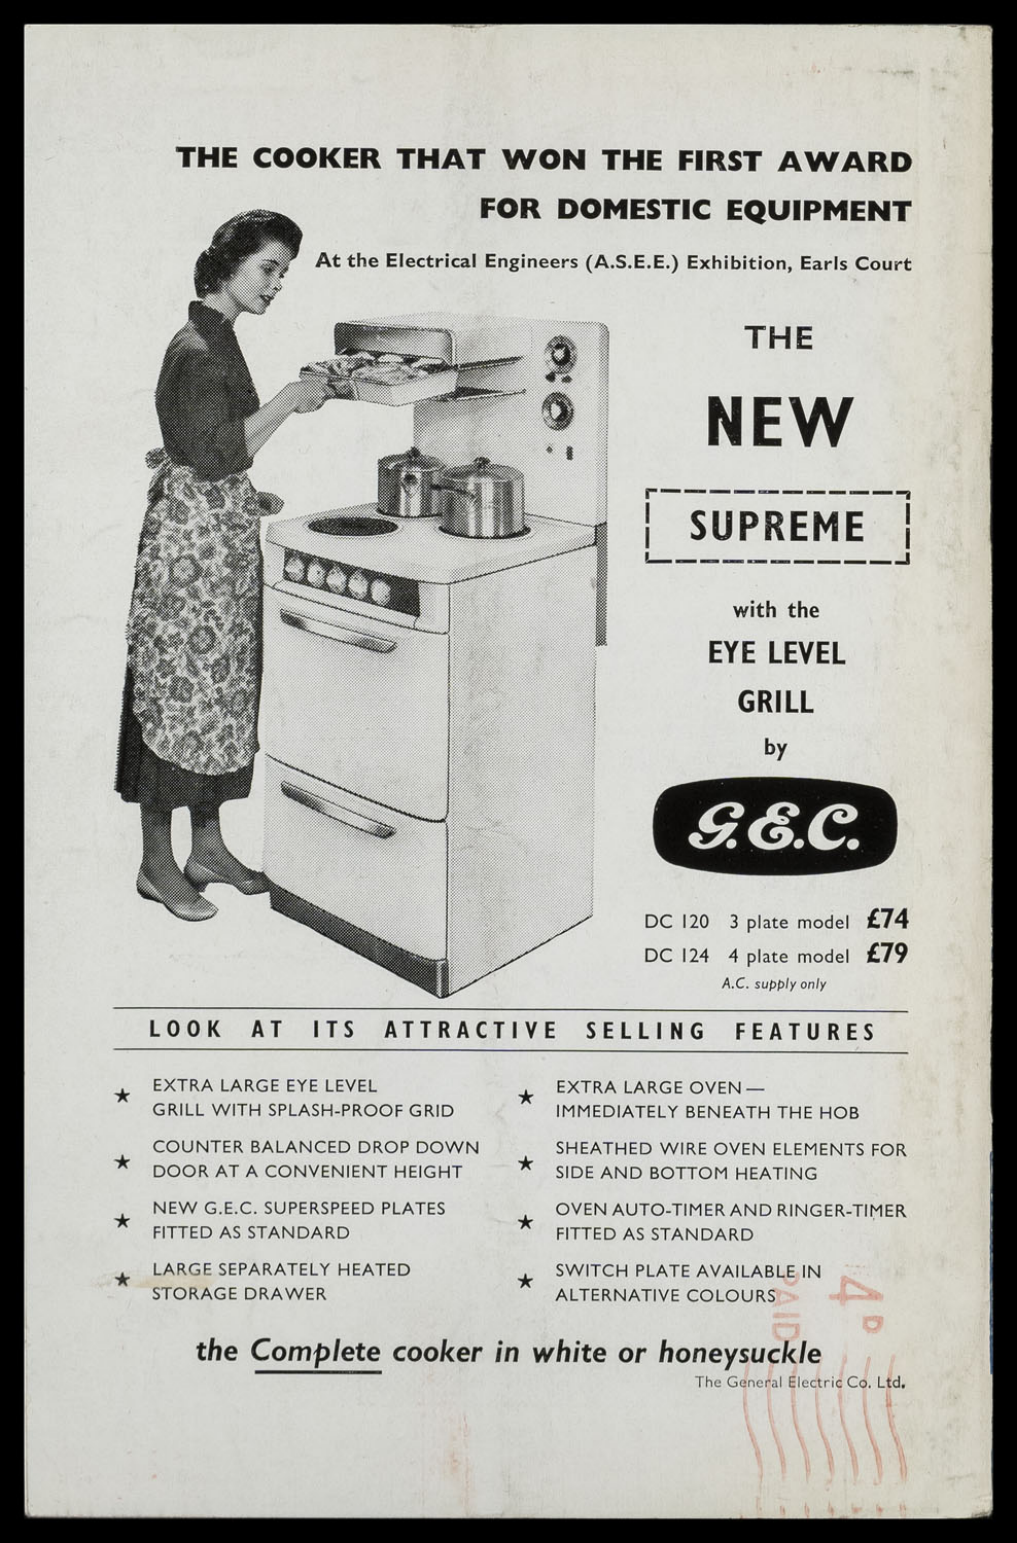 THE COOKER THAT WON THE FIRST AWARD
FOR DOMESTIC EQUIPMENT
At the Electrical Engineers (A.S.E.E.) Exhibition, Earls Court
THE
NEW
SUPREME
with the
EYE LEVEL
GRILL
by
G.E.C.
DC 120 3 plate model £74
DC 124 4 plate model £79
A.C. supply only
LOOK AT ITS ATTRACTIVE SELLING FEATURES
★ EXTRA LARGE EYE LEVEL
GRILL WITH SPLASH-PROOF GRID
★ COUNTER BALANCED DROP DOWN
DOOR AT A CONVENIENT HEIGHT
★ NEW G.E.C. SUPERSPEED PLATES
FITTED AS STANDARD
★ LARGE SEPARATELY HEATED
STORAGE DRAWER
★ EXTRA LARGE OVEN—
IMMEDIATELY BENEATH THE HOB
★ SHEATHED WIRE OVEN ELEMENTS FOR
SIDE AND BOTTOM HEATING
★ OVEN AUTO-TIMER AND RINGER-TIMER
FITTED AS STANDARD
★ SWITCH PLATE AVAILABLE IN
ALTERNATIVE COLOURS
the Complete cooker in white or honeysuckle
The General Electric Co. Ltd.
PAID
4D